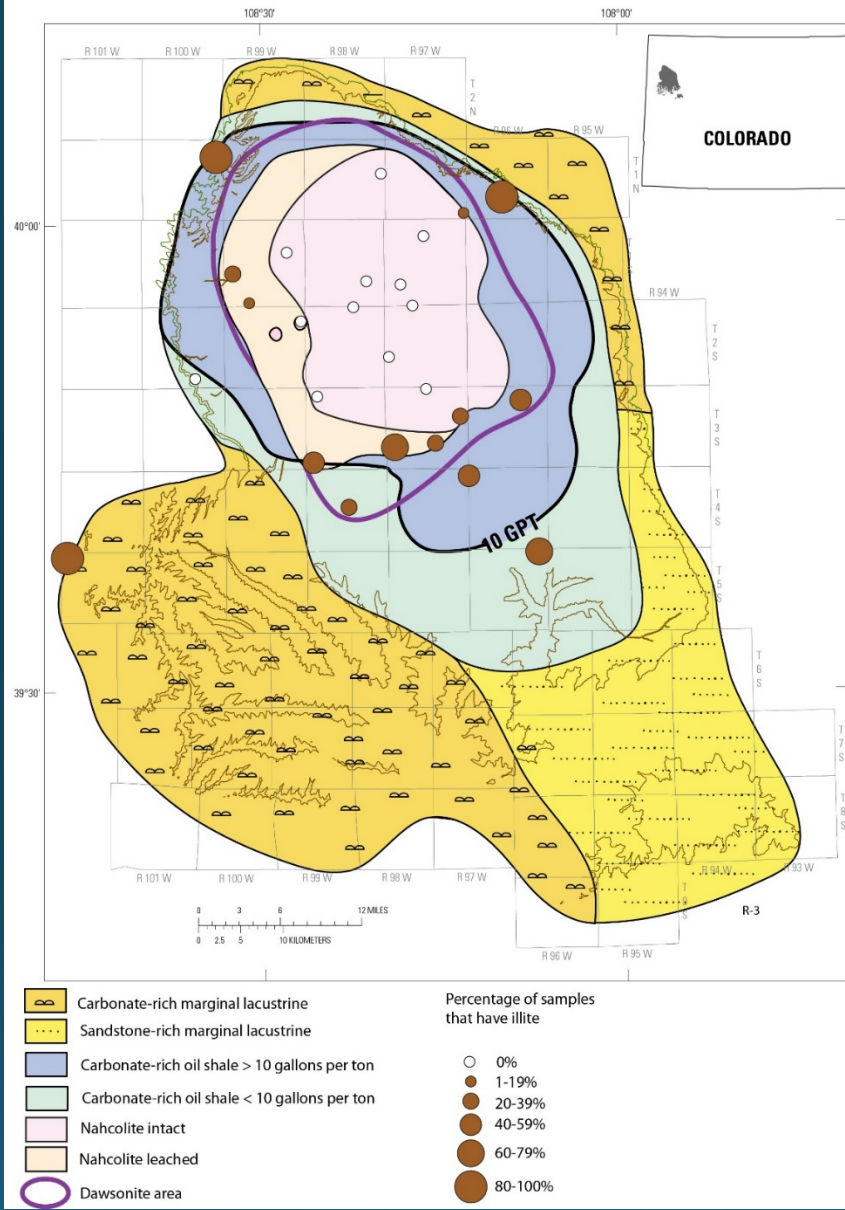 108°30'
108°00'
R 101 W
R 100 W
R 99 W
R 98 W
R 97 W
T 2 N
COLORADO
R 96 W
R 95 W
T 1 N
40°00'
R 94 W
T 2 S
T 3 S
T 4 S
10 GPT
T 5 S
T 6 S
39°30'
T 7 S
T 8 S
R 101 W
R 100 W
R 99 W
R 98 W
R 97 W
R 94 W
R 93 W
T 9 S
R-3
0 3 6 12 MILES
0 2.5 5 10 KILOMETERS
R 96 W
R 95 W
Carbonate-rich marginal lacustrine
Sandstone-rich marginal lacustrine
Carbonate-rich oil shale > 10 gallons per ton
Carbonate-rich oil shale < 10 gallons per ton
Nahcolite intact
Nahcolite leached
Dawsonite area
Percentage of samples
that have illite
0%
1-19%
20-39%
40-59%
60-79%
80-100%